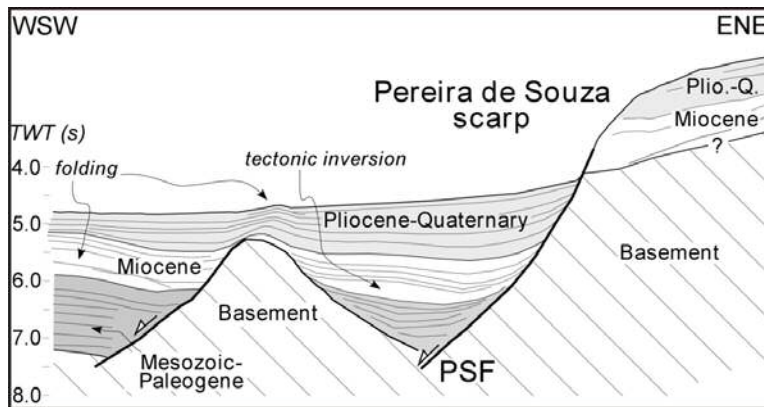 WSW
ENE
Plio.-Q.
Pereira de Souza
scarp
Miocene
?
TWT (s)
4.0
folding
tectonic inversion
5.0
Pliocene-Quaternary
Miocene
Basement
6.0
Basement
7.0
Mesozoic-
Paleogene
PSF
8.0